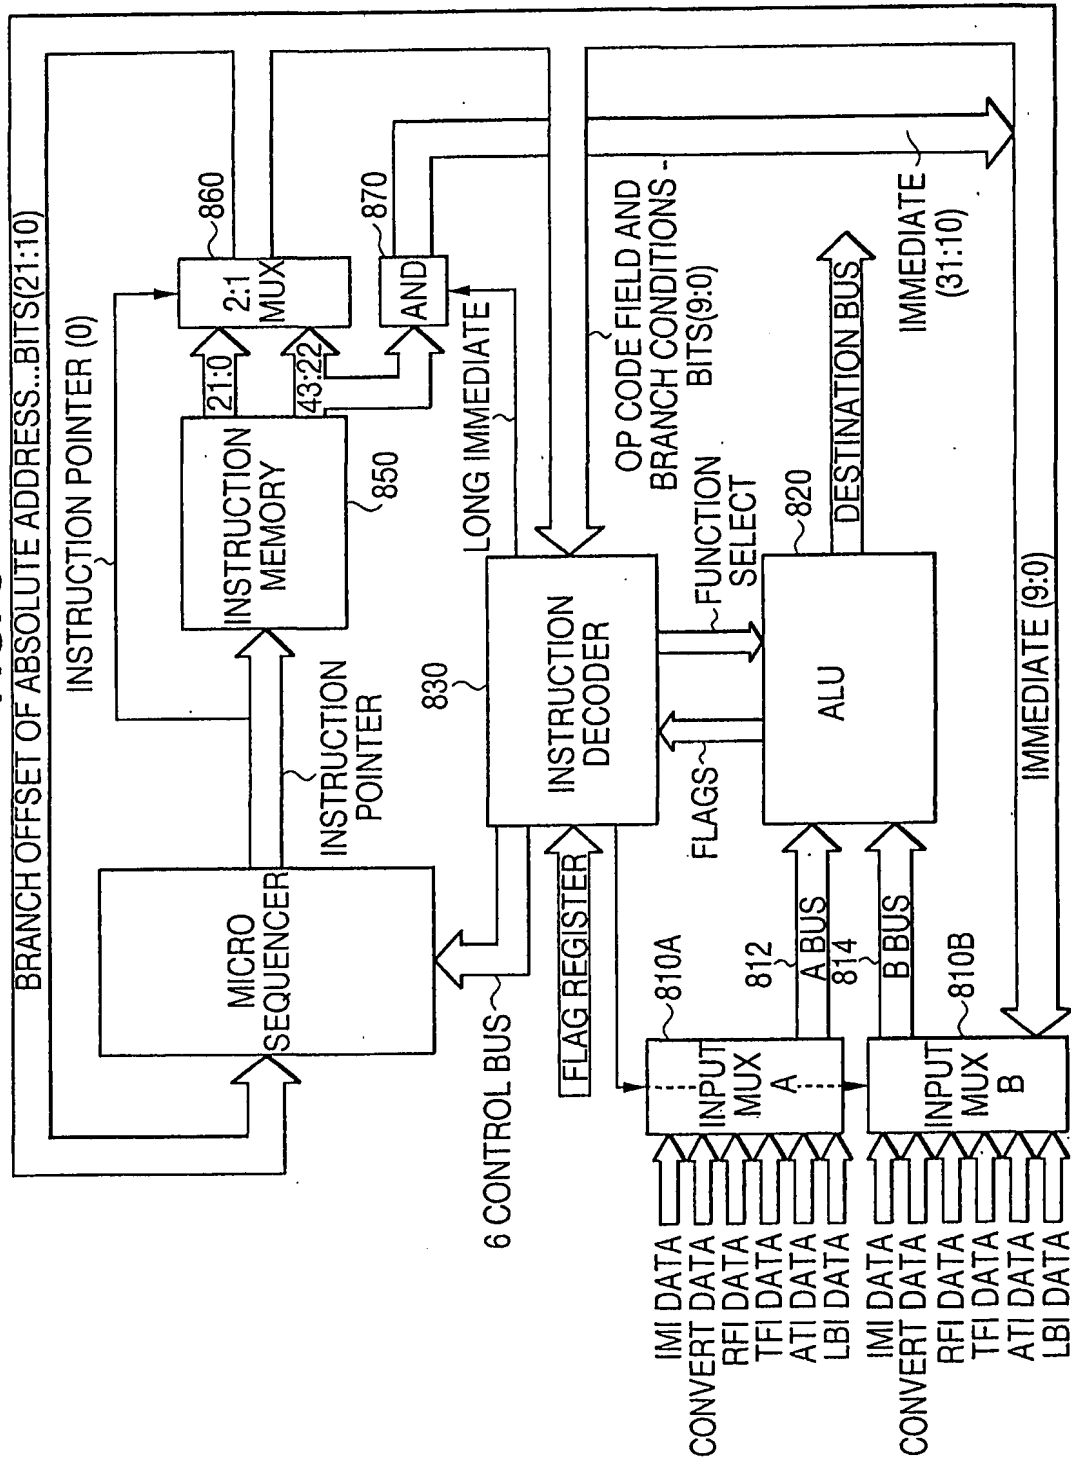 BRANCH OFFSET OF ABSOLUTE ADDRESS...BITS(21:10)
INSTRUCTION POINTER (0)
860
2:1
MUX
21:0
43:22
870
AND
INSTRUCTION
MEMORY
850
LONG IMMEDIATE
MICRO
SEQUENCER
INSTRUCTION
POINTER
6 CONTROL BUS
830
INSTRUCTION
DECODER
OP CODE FIELD AND
BRANCH CONDITIONS
BITS(9:0)
IMMEDIATE
(31:10)
FLAG REGISTER
FLAGS
FUNCTION
SELECT
820
ALU
DESTINATION BUS
810A
INPUT
MUX
A
812
A BUS
814
B BUS
810B
INPUT
MUX
B
IMMEDIATE (9:0)
IMI DATA
CONVERT DATA
RFI DATA
TFI DATA
ATI DATA
LBI DATA
IMI DATA
CONVERT DATA
RFI DATA
TFI DATA
ATI DATA
LBI DATA